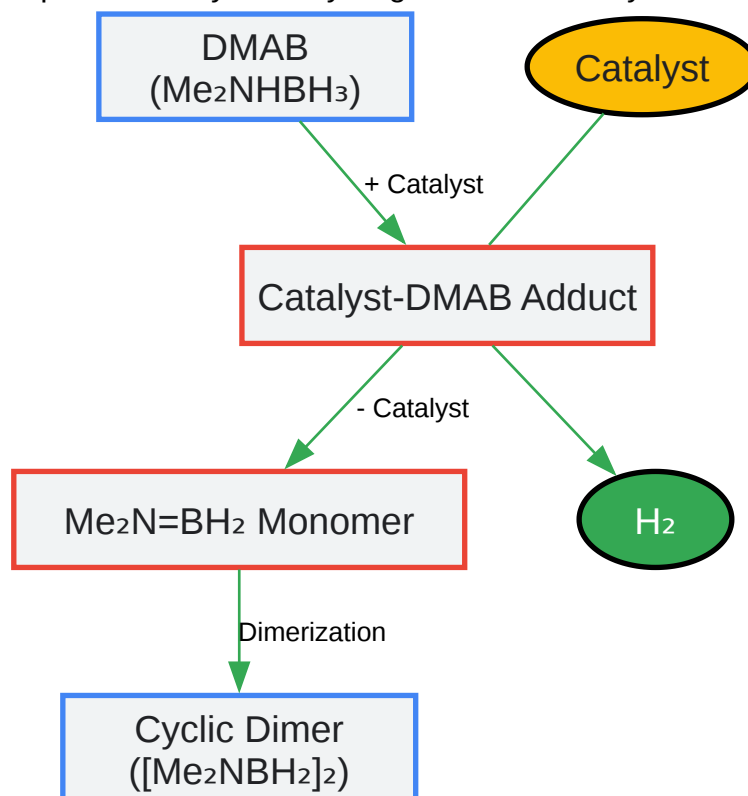 DMAB
(Me₂NHBH₃)
Catalyst
+ Catalyst
Catalyst-DMAB Adduct
- Catalyst
Me₂N=BH₂ Monomer
H₂
Dimerization
Cyclic Dimer
([Me₂NBH₂]₂)